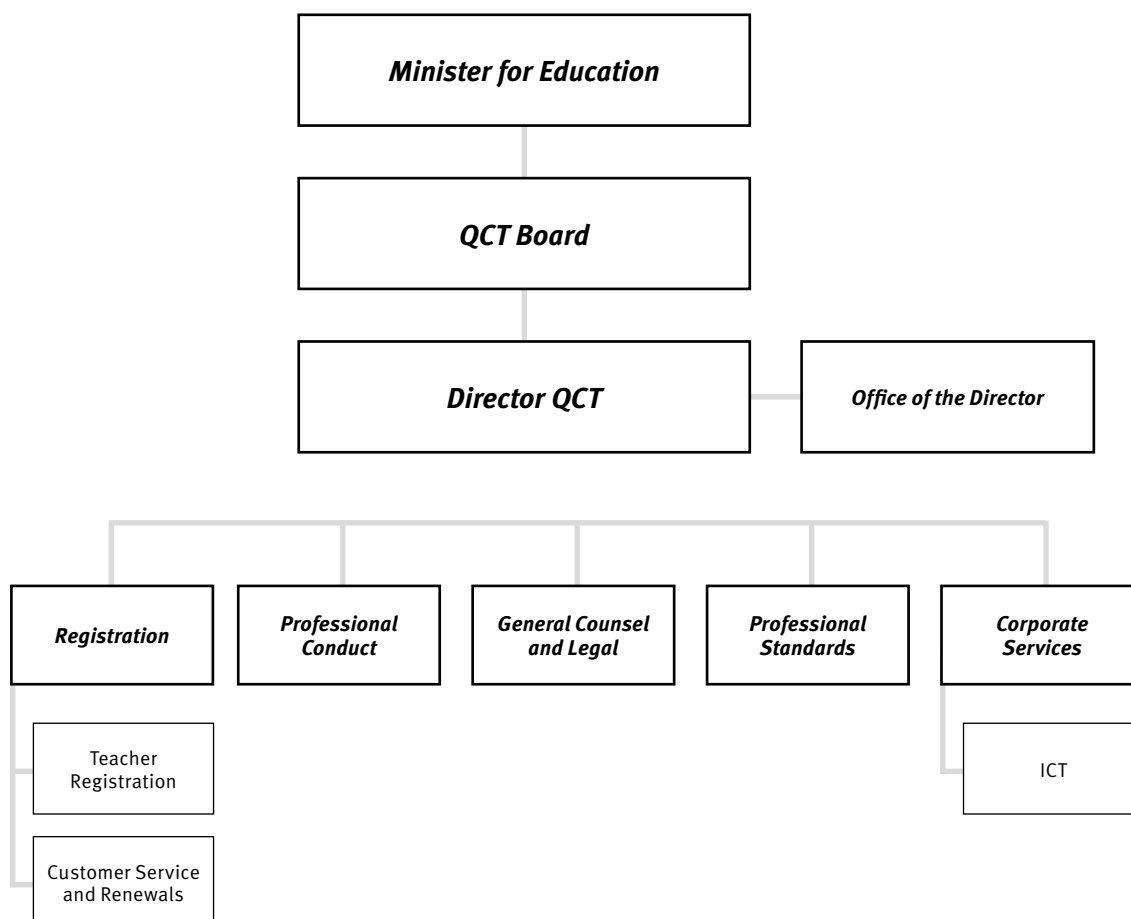 Minister for Education
QCT Board
Director QCT
Office of the Director
Registration
Professional
Conduct
General Counsel
and Legal
Professional
Standards
Corporate
Services
Teacher
Registration
ICT
Customer Service
and Renewals